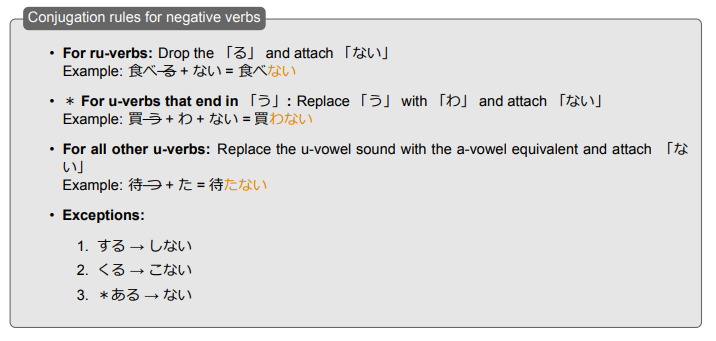 Conjugation rules for negative verbs
• For ru-verbs: Drop the 「る」 and attach 「ない」
Example: 食べる + ない = 食べない
• ＊ For u-verbs that end in 「う」: Replace 「う」 with 「わ」 and attach 「ない」
Example: 買う + わ + ない = 買わない
• For all other u-verbs: Replace the u-vowel sound with the a-vowel equivalent and attach 「な
い」
Example: 待つ + た = 待たない
• Exceptions:
1. する → しない
2. くる → こない
3. ＊ある → ない